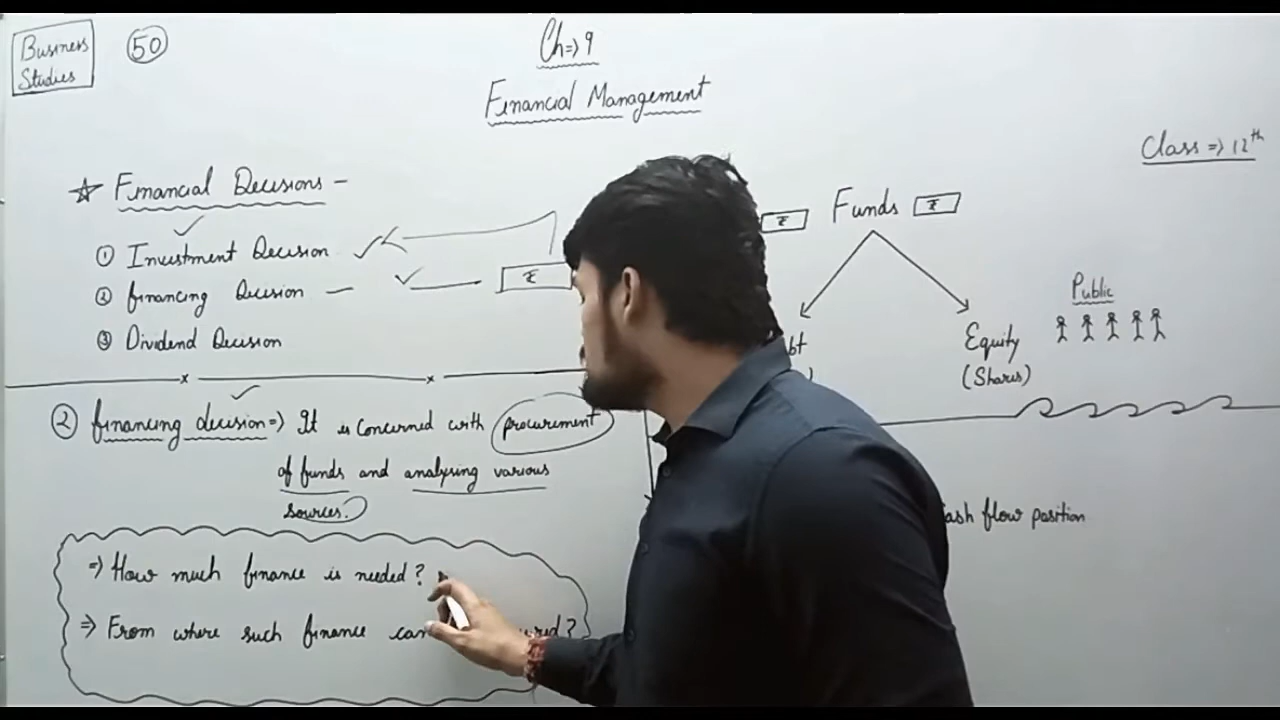 Business
Studies
50
Ch=>9
Financial Management
Class => 12th
Financial Decisions -
① Investment Decision
② financing Decision -
③ Dividend Decision
₹
₹
Funds
₹
Public
Equity
(Shares)
② financing decision => It is concerned with procurement
of funds and analysing various
sources.
=> How much finance is needed?
=> From where such finance can
flow position